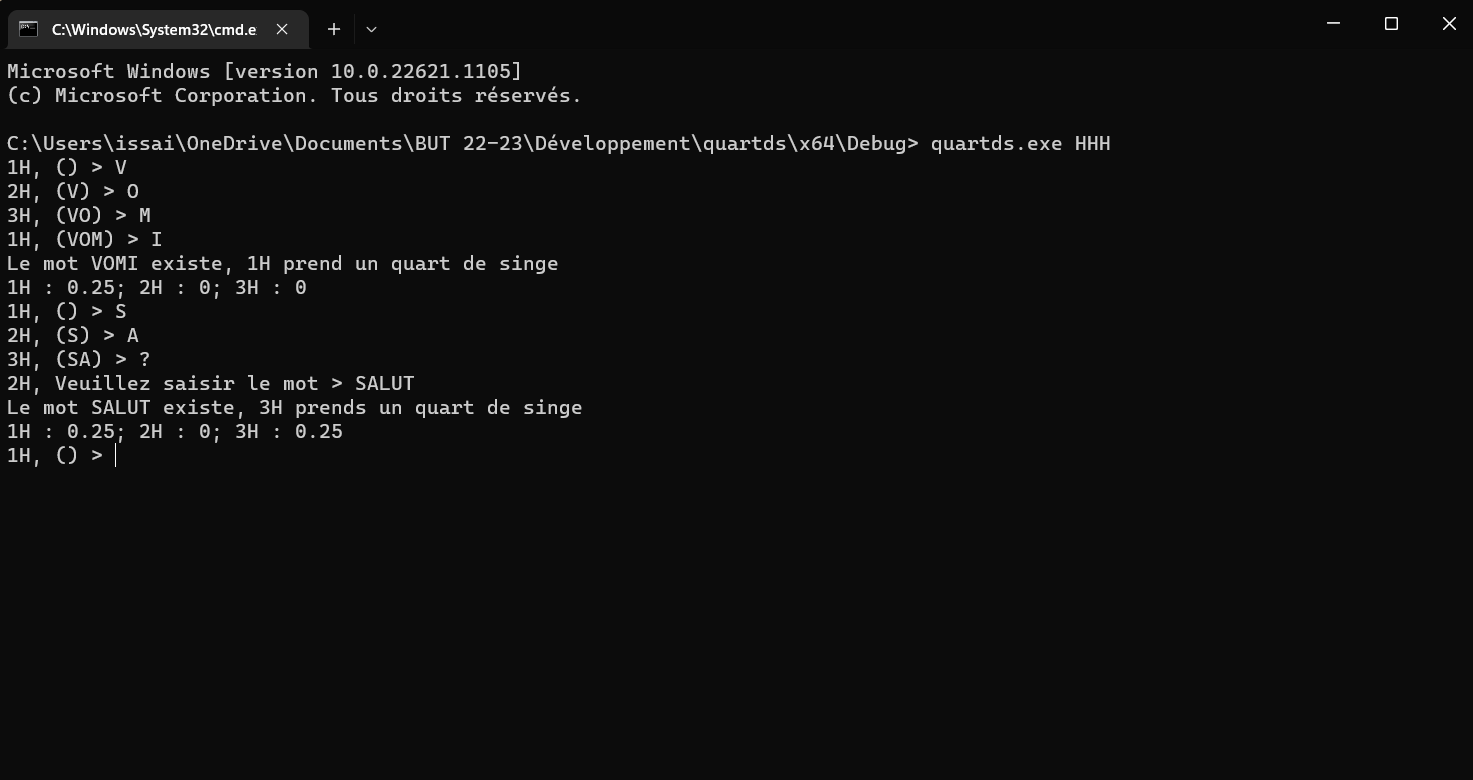 C:\Windows\System32\cmd.e
Microsoft Windows [version 10.0.22621.1105]
(c) Microsoft Corporation. Tous droits réservés.
C:\Users\issai\OneDrive\Documents\BUT 22-23\Développement\quartds\x64\Debug> quartds.exe HHH
1H, () > V
2H, (V) > O
3H, (VO) > M
1H, (VOM) > I
Le mot VOMI existe, 1H prend un quart de singe
1H : 0.25; 2H : 0; 3H : 0
1H, () > S
2H, (S) > A
3H, (SA) > ?
2H, Veuillez saisir le mot > SALUT
Le mot SALUT existe, 3H prends un quart de singe
1H : 0.25; 2H : 0; 3H : 0.25
1H, () >